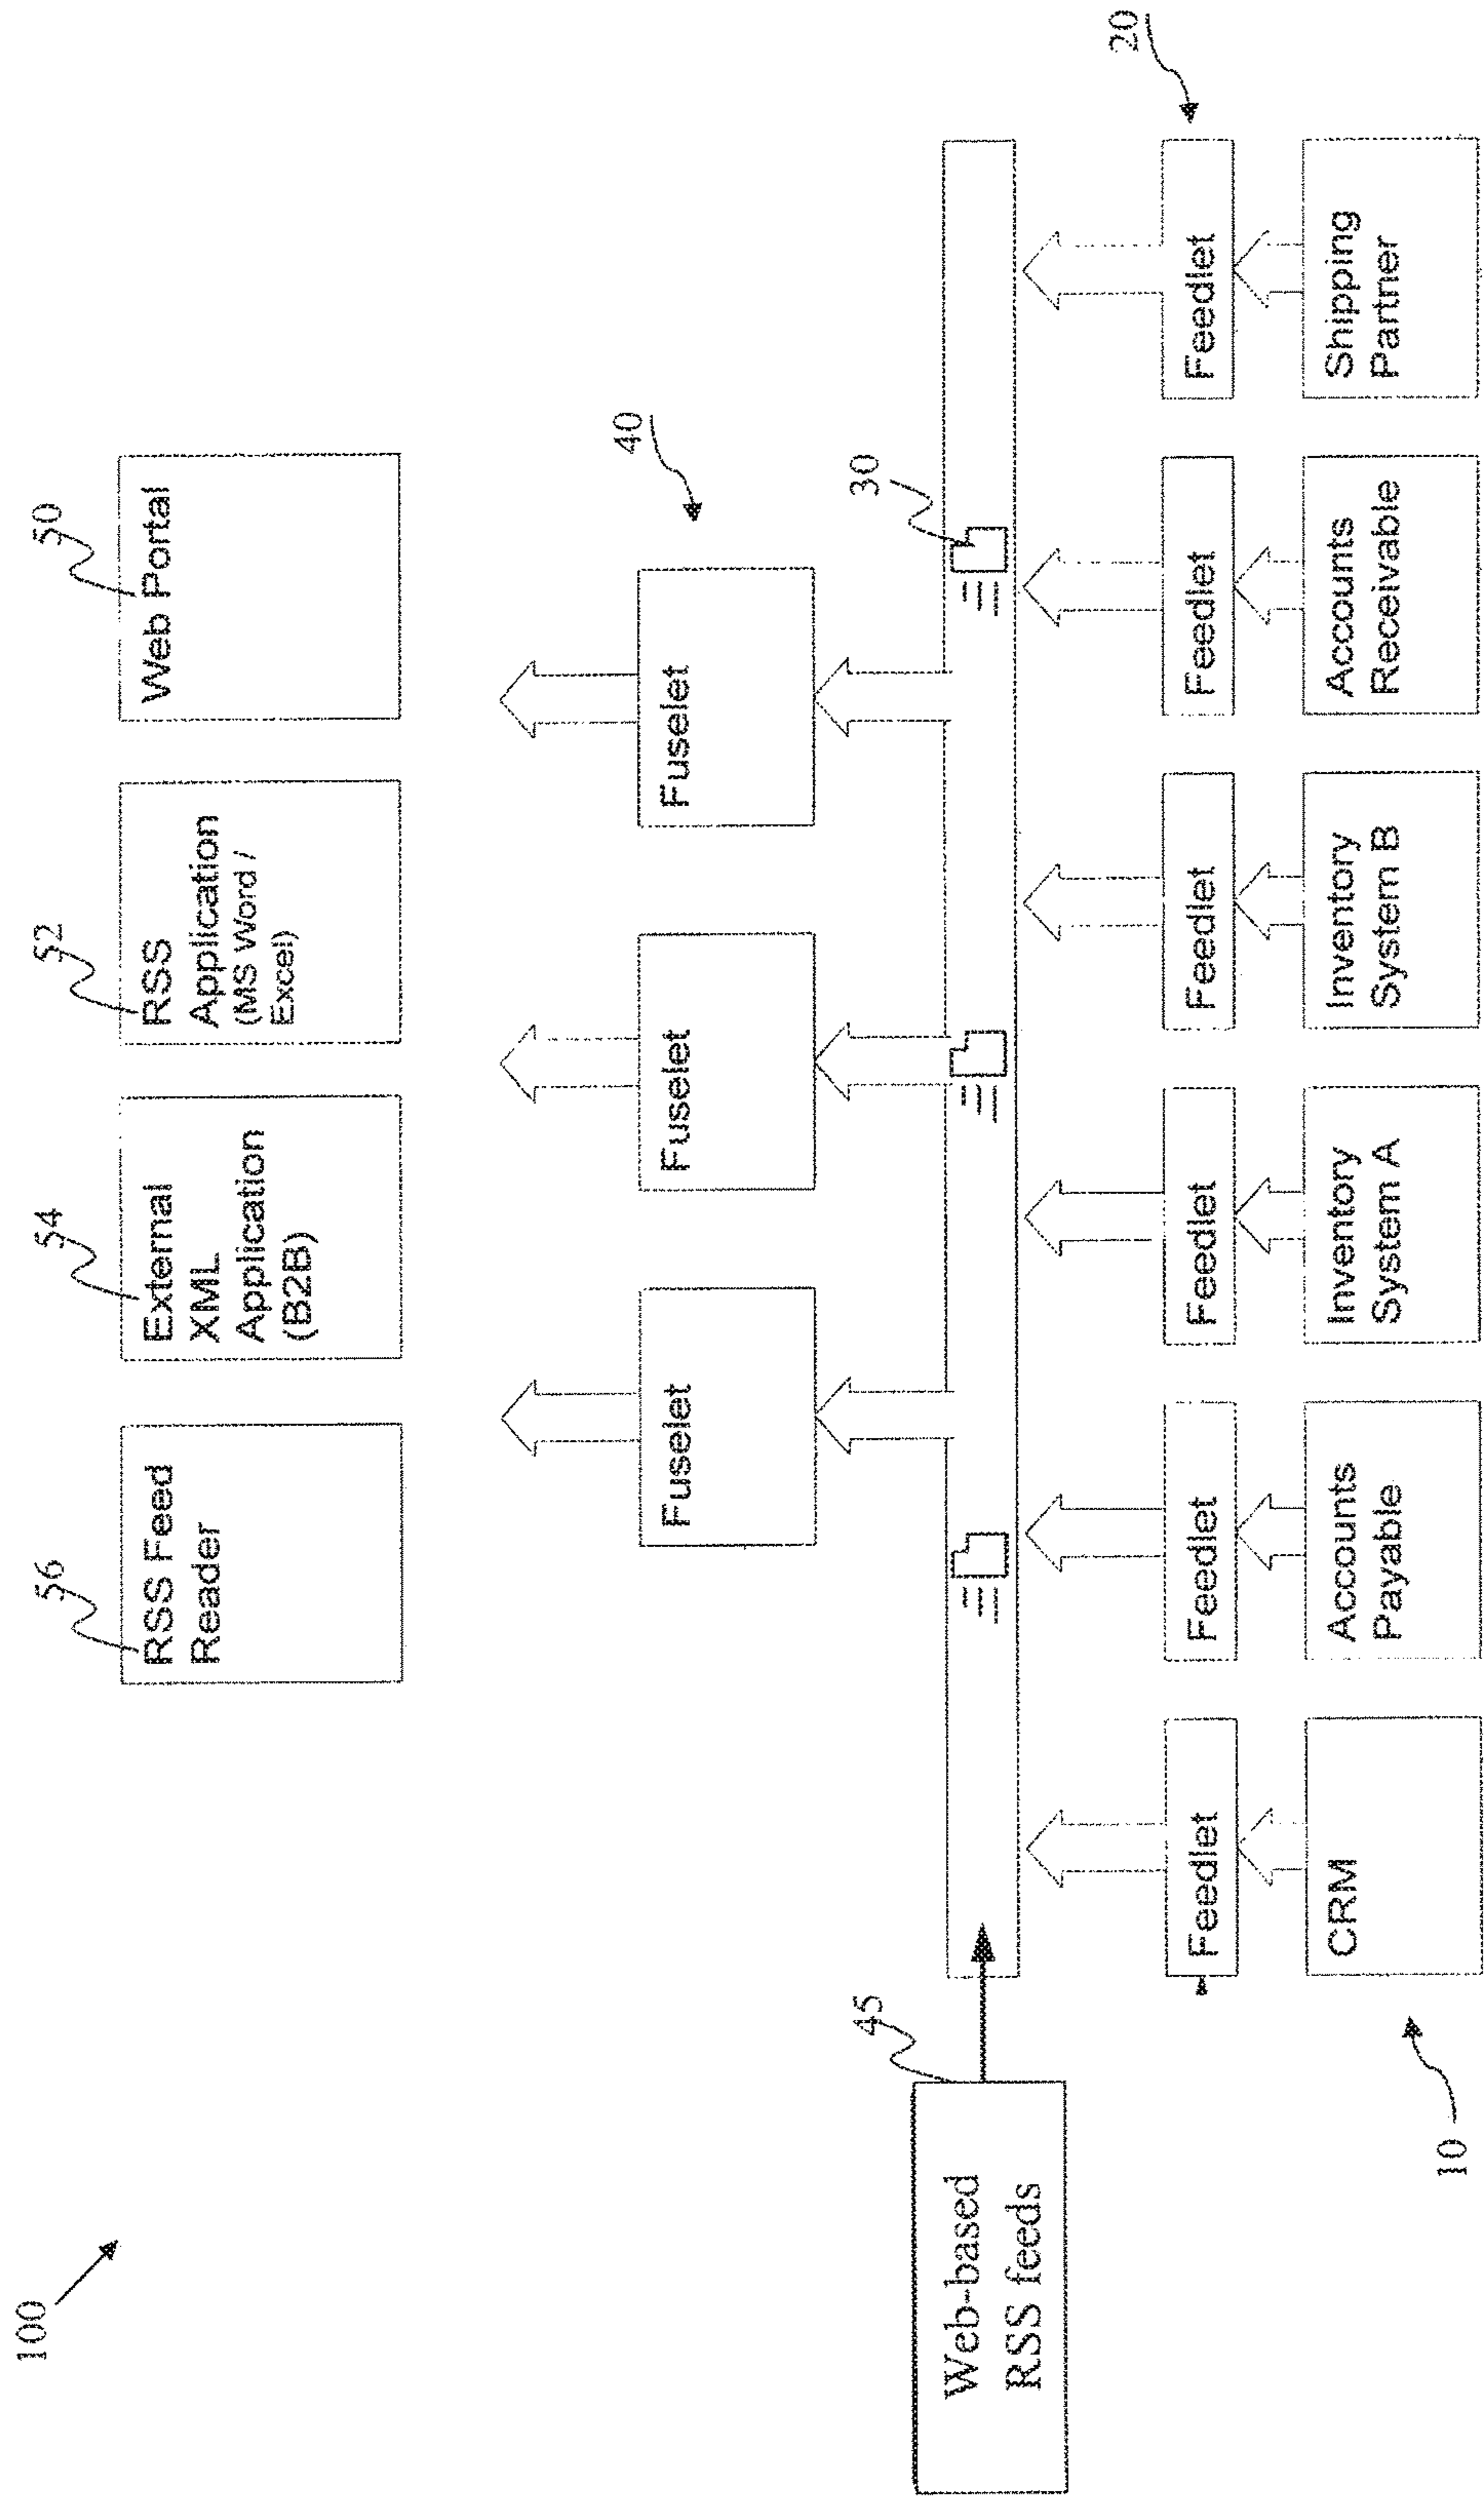 100
56
54
52
50
RSS Feed
Reader
External
XML
Application
(B2B)
RSS
Application
(MS Word /
Excel)
Web Portal
40
Fuselet
Fuselet
Fuselet
45
30
Web-based
RSS feeds
20
Feedlet
Feedlet
Feedlet
Feedlet
Feedlet
Feedlet
CRM
Accounts
Payable
Inventory
System A
Inventory
System B
Accounts
Receivable
Shipping
Partner
10